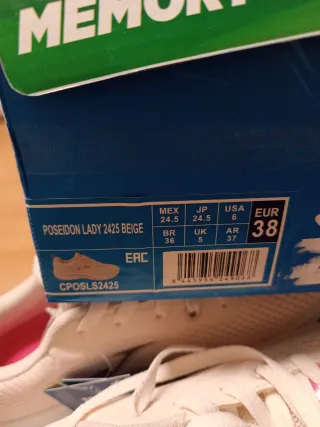 MEMORY
POSEIDON LADY 2425 BEIGE
MEX 24.5
JP 24.5
USA 6
EUR 38
BR 36
UK 5
AR 37
EAC
CPOSLS2425